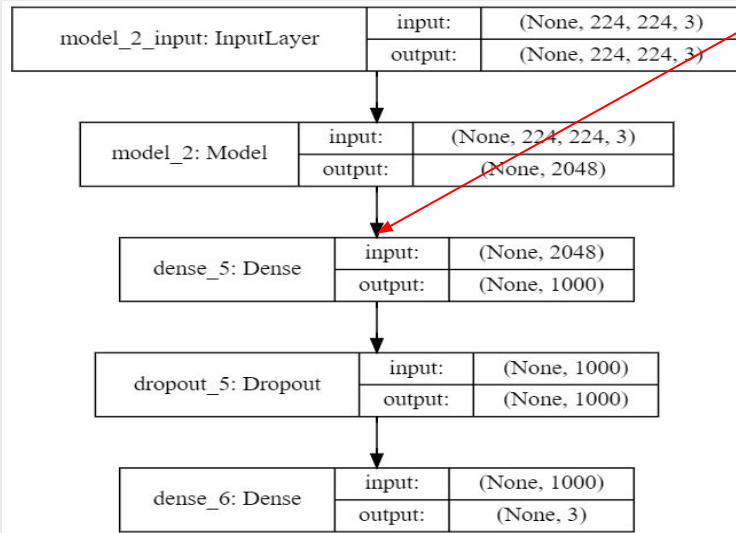 model_2_input: InputLayer
input:
(None, 224, 224, 3)
output:
(None, 224, 224, 3)
model_2: Model
input:
(None, 224, 224, 3)
output:
(None, 2048)
dense_5: Dense
input:
(None, 2048)
output:
(None, 1000)
dropout_5: Dropout
input:
(None, 1000)
output:
(None, 1000)
dense_6: Dense
input:
(None, 1000)
output:
(None, 3)